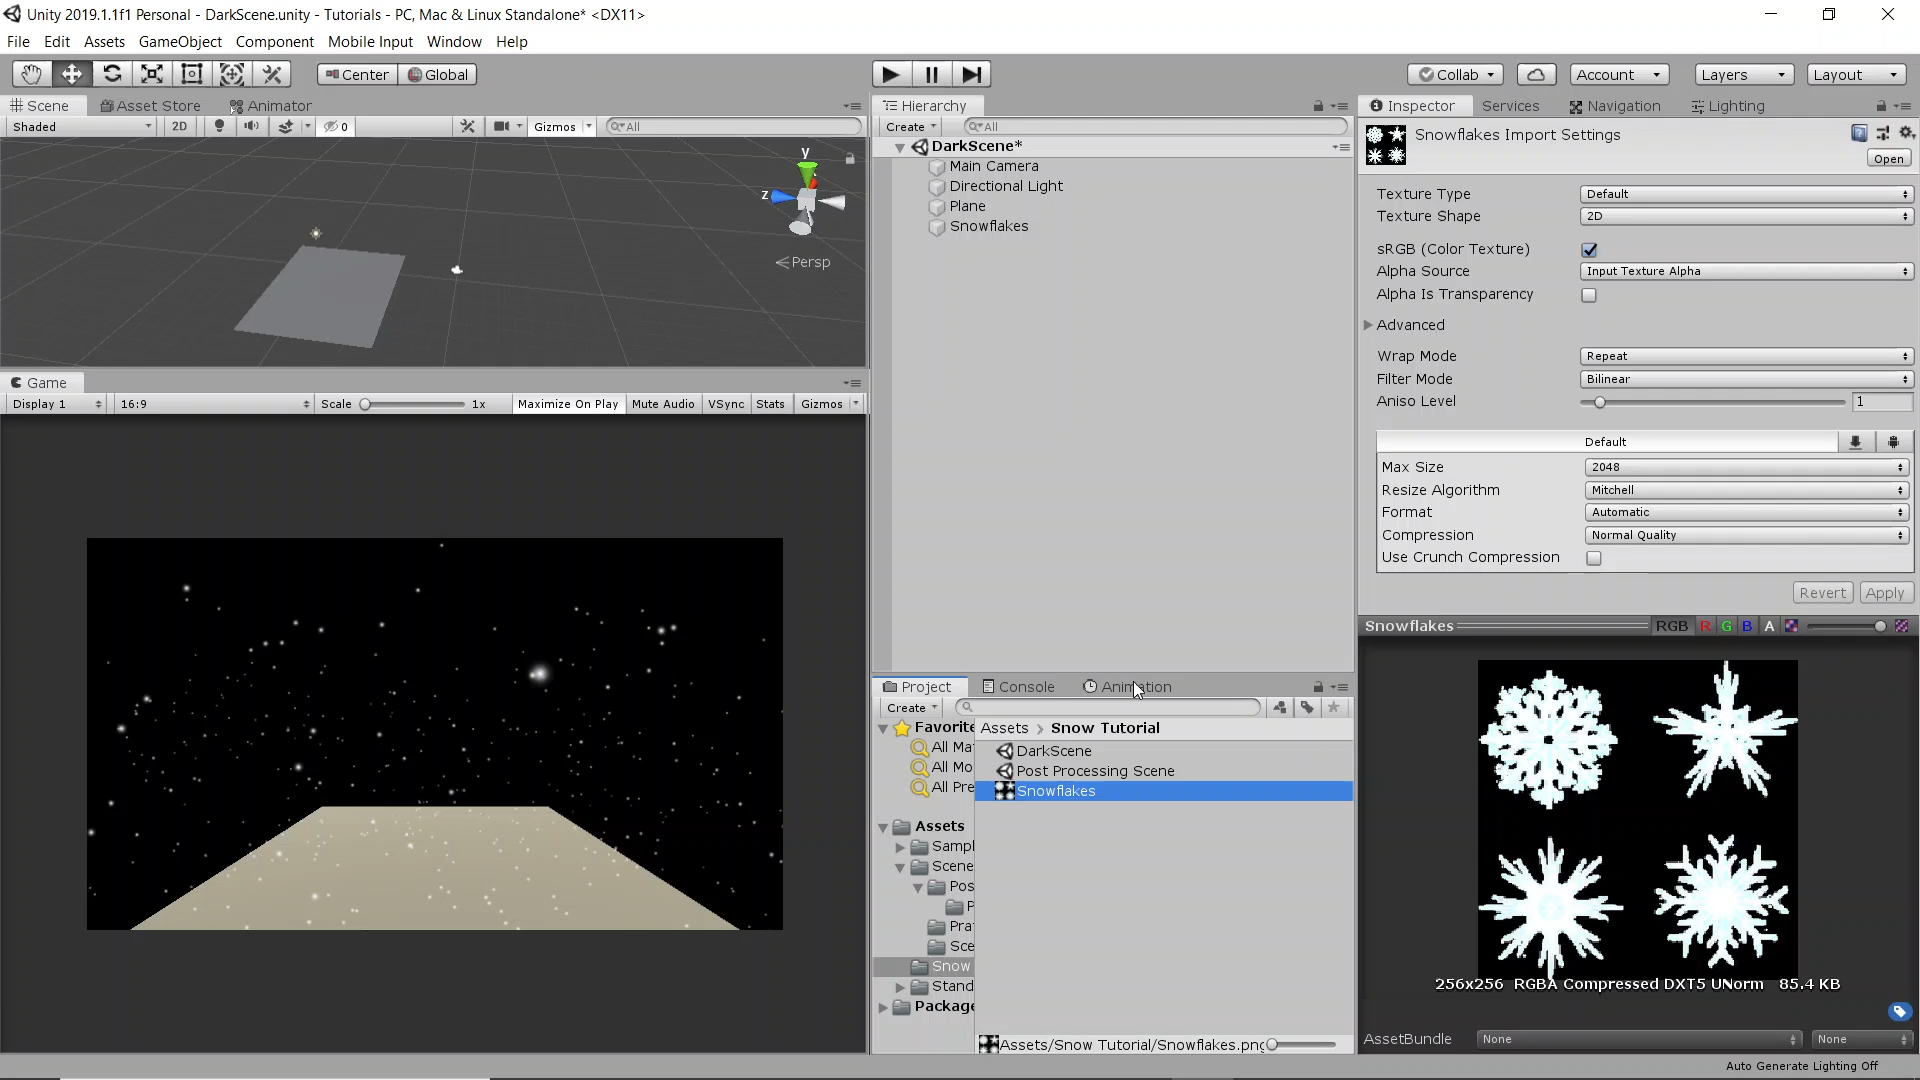 Unity 2019.1.1f1 Personal - DarkScene.unity - Tutorials - PC, Mac & Linux Standalone* <DX11>
File Edit Assets GameObject Component Mobile Input Window Help
Center Global Collab Account Layers Layout
Scene Asset Store Animator
Shaded 2D 0 Gizmos All
y
z
Persp
Game
Display 1 16:9 Scale 1x Maximize On Play Mute Audio VSync Stats Gizmos
Hierarchy
Create All
DarkScene*
Main Camera
Directional Light
Plane
Snowflakes
Project Console Animation
Create
Favorite
All Ma
All Mo
All Pre
Assets
Sampl
Scene
Pos
P
Pra
Sce
Snow
Stand
Package
Assets > Snow Tutorial
DarkScene
Post Processing Scene
Snowflakes
Assets/Snow Tutorial/Snowflakes.png
Inspector Services Navigation Lighting
Snowflakes Import Settings
Open
Texture Type Default
Texture Shape 2D
sRGB (Color Texture)
Alpha Source Input Texture Alpha
Alpha Is Transparency
Advanced
Wrap Mode Repeat
Filter Mode Bilinear
Aniso Level 1
Default
Max Size 2048
Resize Algorithm Mitchell
Format Automatic
Compression Normal Quality
Use Crunch Compression
Revert Apply
Snowflakes RGB R G B A
256x256 RGBA Compressed DXT5 UNorm 85.4 KB
AssetBundle None None
Auto Generate Lighting Off